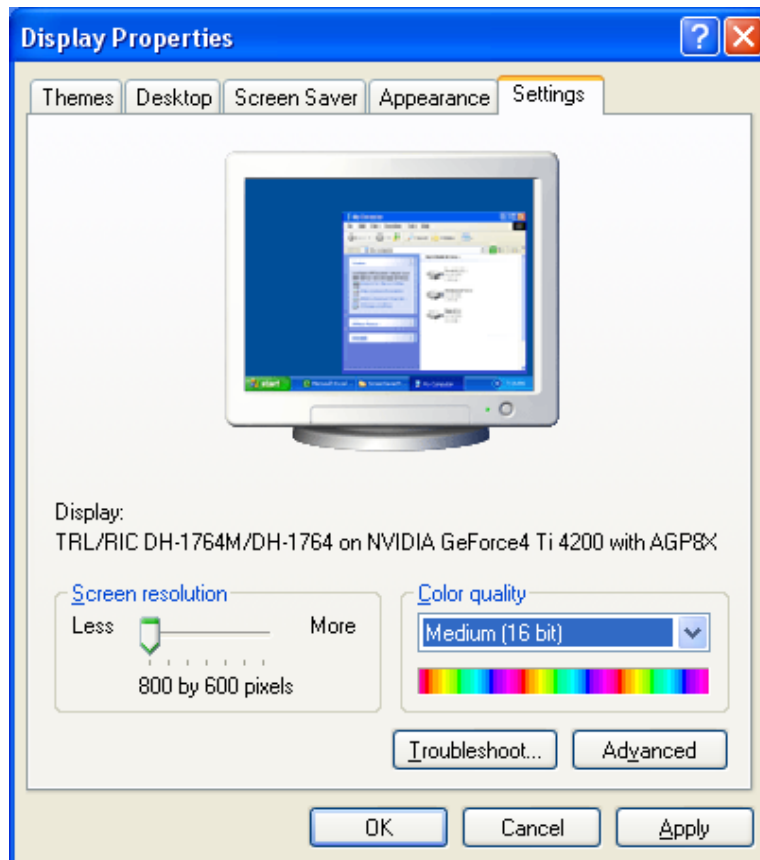 Display Properties
Themes Desktop Screen Saver Appearance Settings
start
Display:
TRL/RIC DH-1764M/DH-1764 on NVIDIA GeForce4 Ti 4200 with AGP8X
Screen resolution
Less More
800 by 600 pixels
Color quality
Medium (16 bit)
Troubleshoot... Advanced
OK Cancel Apply